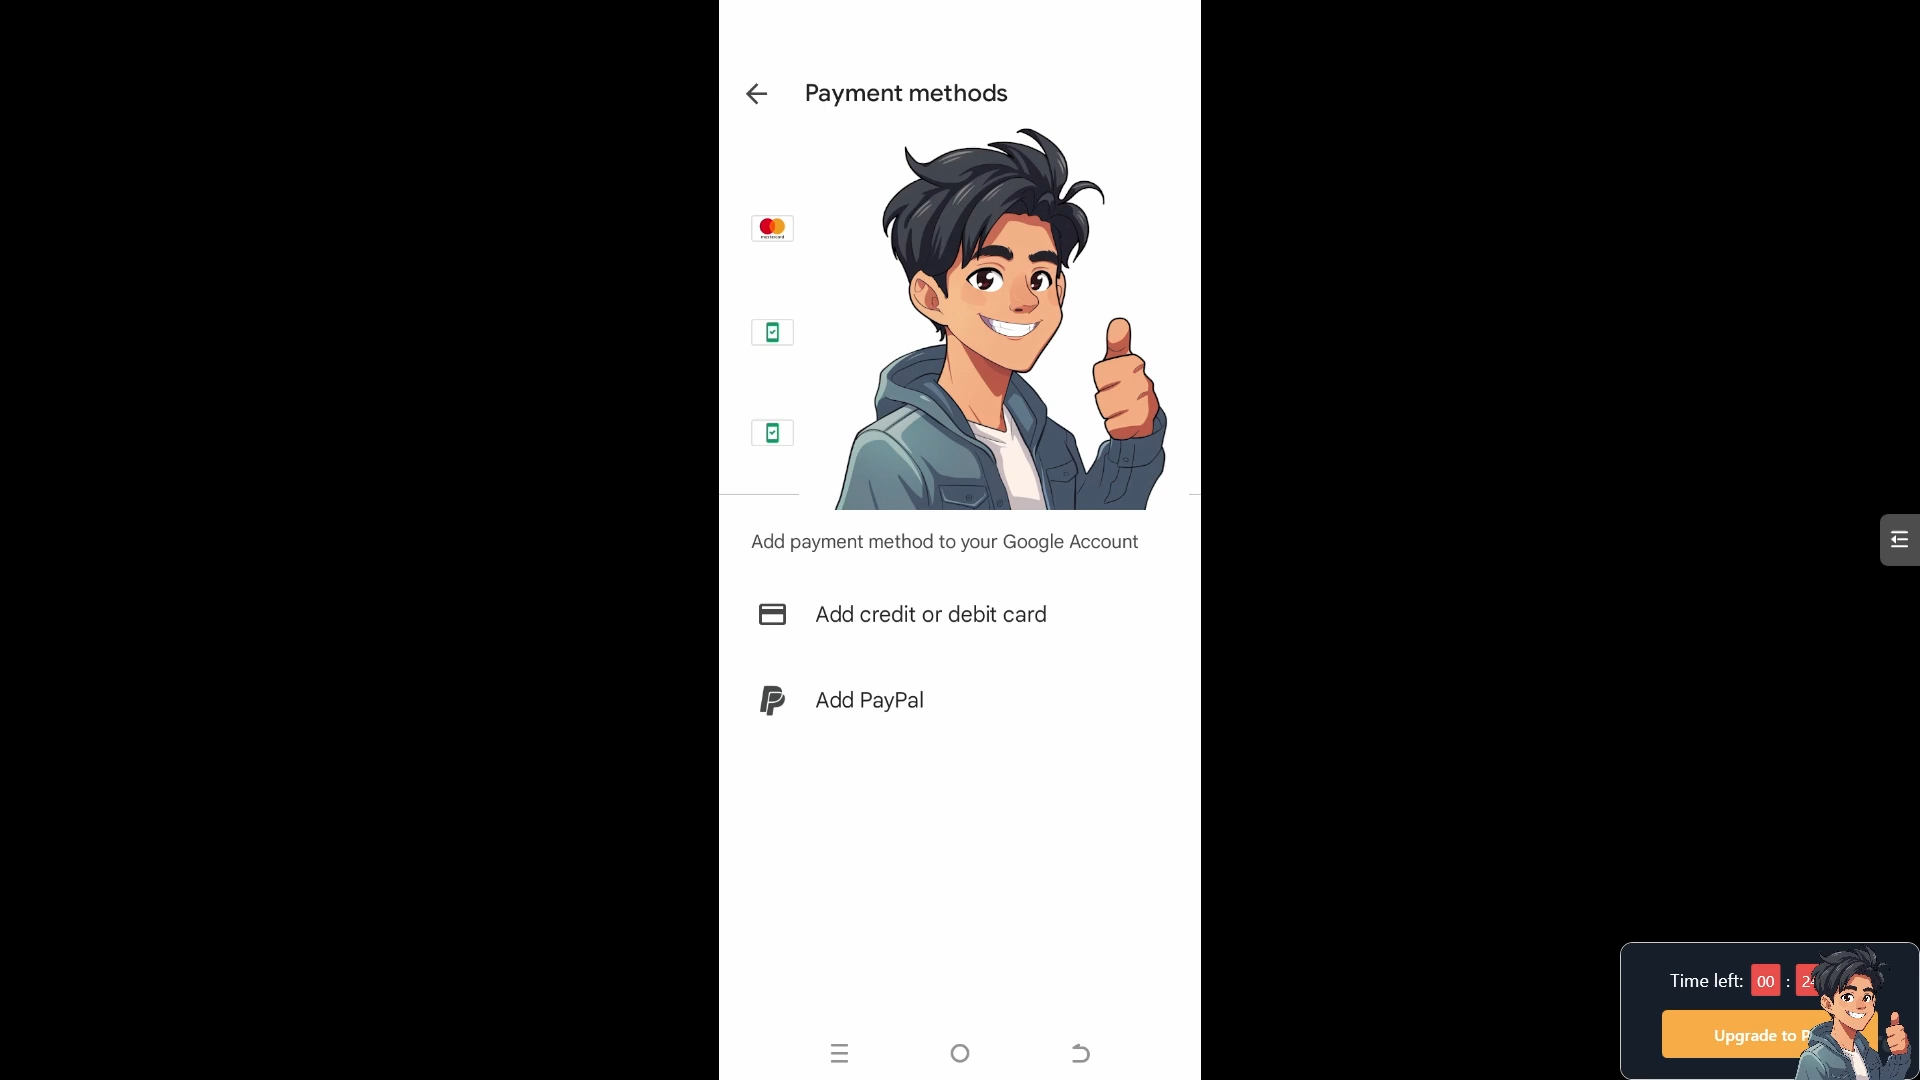 Payment methods
mastercard
Add payment method to your Google Account
Add credit or debit card
Add PayPal
Time left: 00 :
Upgrade to